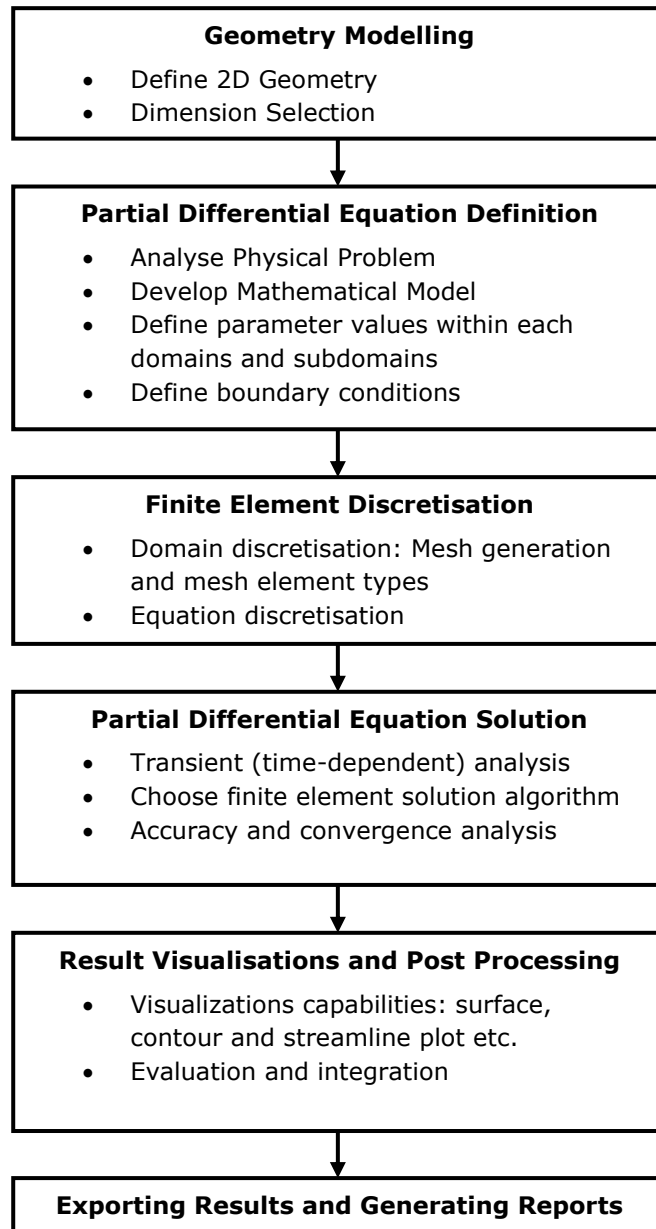 Geometry Modelling
• Define 2D Geometry
• Dimension Selection
Partial Differential Equation Definition
• Analyse Physical Problem
• Develop Mathematical Model
• Define parameter values within each
domains and subdomains
• Define boundary conditions
Finite Element Discretisation
• Domain discretisation: Mesh generation
and mesh element types
• Equation discretisation
Partial Differential Equation Solution
• Transient (time-dependent) analysis
• Choose finite element solution algorithm
• Accuracy and convergence analysis
Result Visualisations and Post Processing
• Visualizations capabilities: surface,
contour and streamline plot etc.
• Evaluation and integration
Exporting Results and Generating Reports